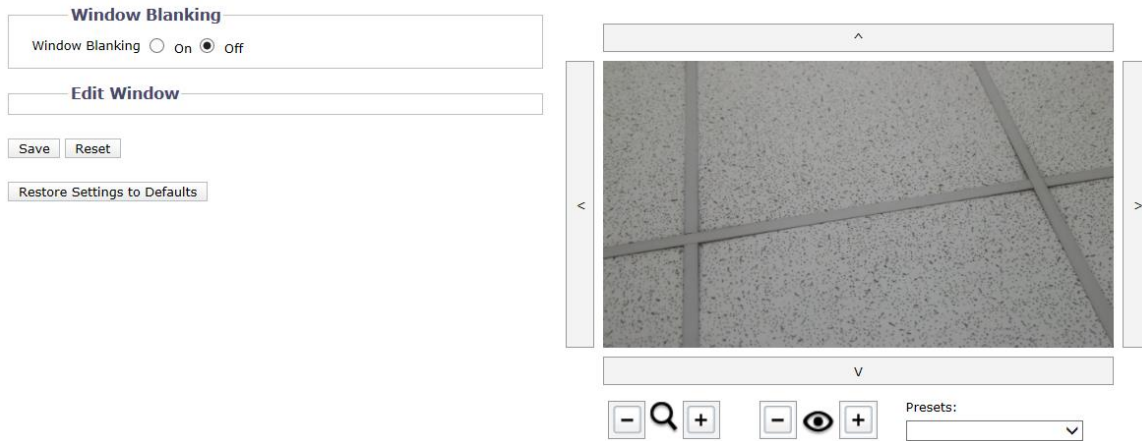 Window Blanking
Window Blanking On Off
Edit Window
Save Reset
Restore Settings to Defaults
^
<
>
v
- +
- +
Presets: